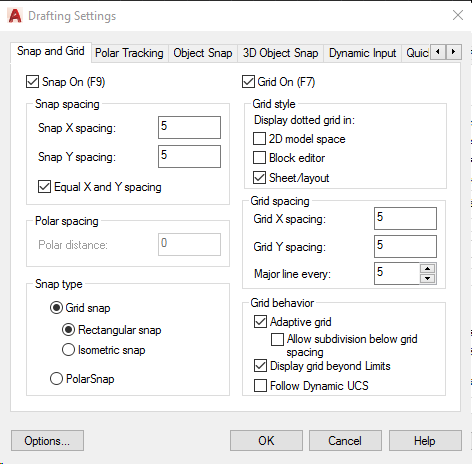 Drafting Settings
Snap and Grid Polar Tracking Object Snap 3D Object Snap Dynamic Input Quic
Snap On (F9)
Snap spacing
Snap X spacing: 5
Snap Y spacing: 5
Equal X and Y spacing
Polar spacing
Polar distance: 0
Snap type
Grid snap
Rectangular snap
Isometric snap
PolarSnap
Grid On (F7)
Grid style
Display dotted grid in:
2D model space
Block editor
Sheet/layout
Grid spacing
Grid X spacing: 5
Grid Y spacing: 5
Major line every: 5
Grid behavior
Adaptive grid
Allow subdivision below grid
spacing
Display grid beyond Limits
Follow Dynamic UCS
Options... OK Cancel Help